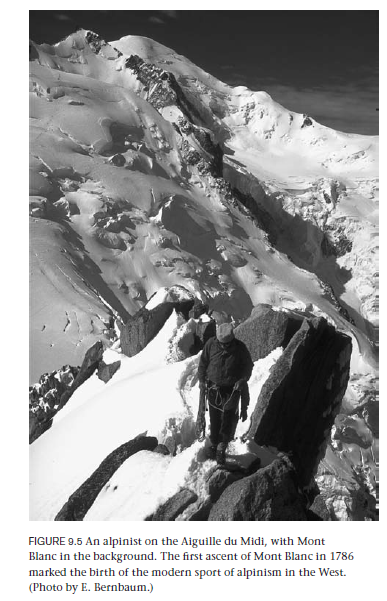 FIGURE 9.5 An alpinist on the Aiguille du Midi, with Mont
Blanc in the background. The first ascent of Mont Blanc in 1786
marked the birth of the modern sport of alpinism in the West.
(Photo by E. Bernbaum.)